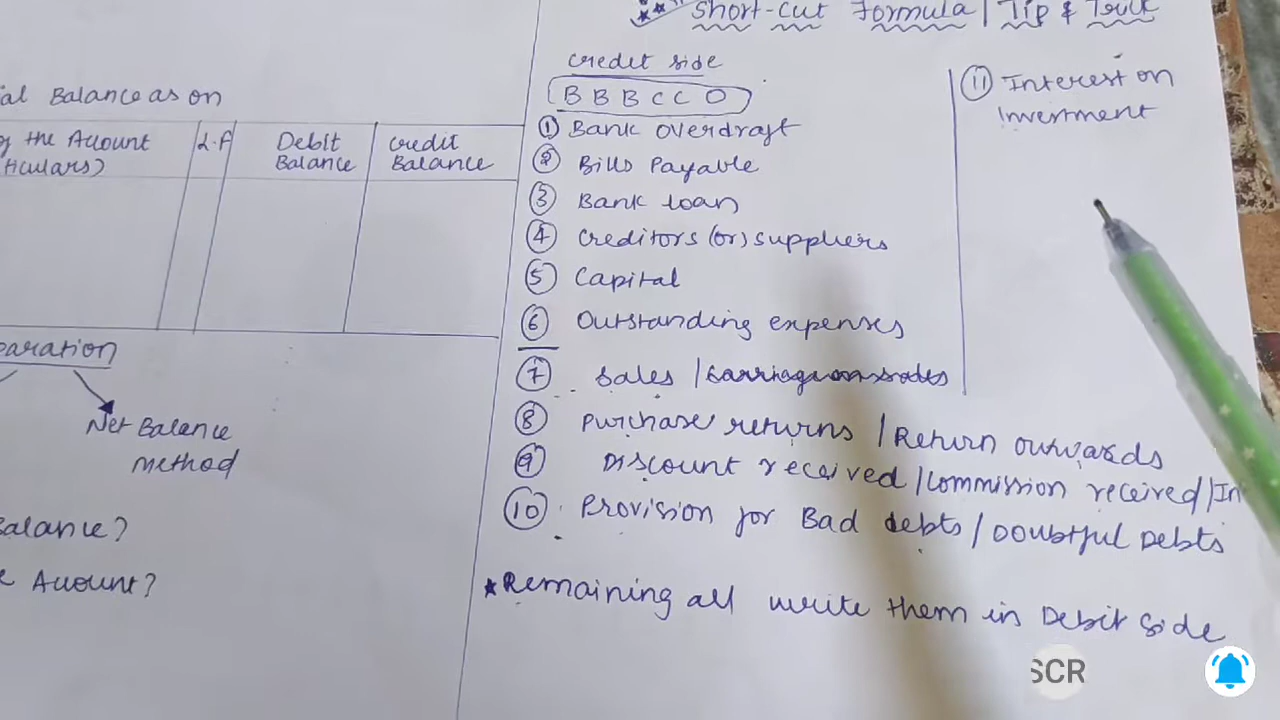 Short-cut Formula | Tip & Trick
credit side
B B B C C O
① Bank overdraft
② Bills Payable
③ Bank loan
④ Creditors (or) suppliers
⑤ Capital
⑥ Outstanding expenses
⑦ Sales /
⑧ Purchase returns / Return outwards
⑨ Discount received / Commission received / In
⑩ Provision for Bad debts / Doubtful Debts
★ Remaining all write them in Debit Side
⑪ Interest on
Investment
ial Balance as on
of the Account
ticulars)
L.F
Debit
Balance
credit
Balance
paration
Net Balance
method
Balance?
e Account?
SCR